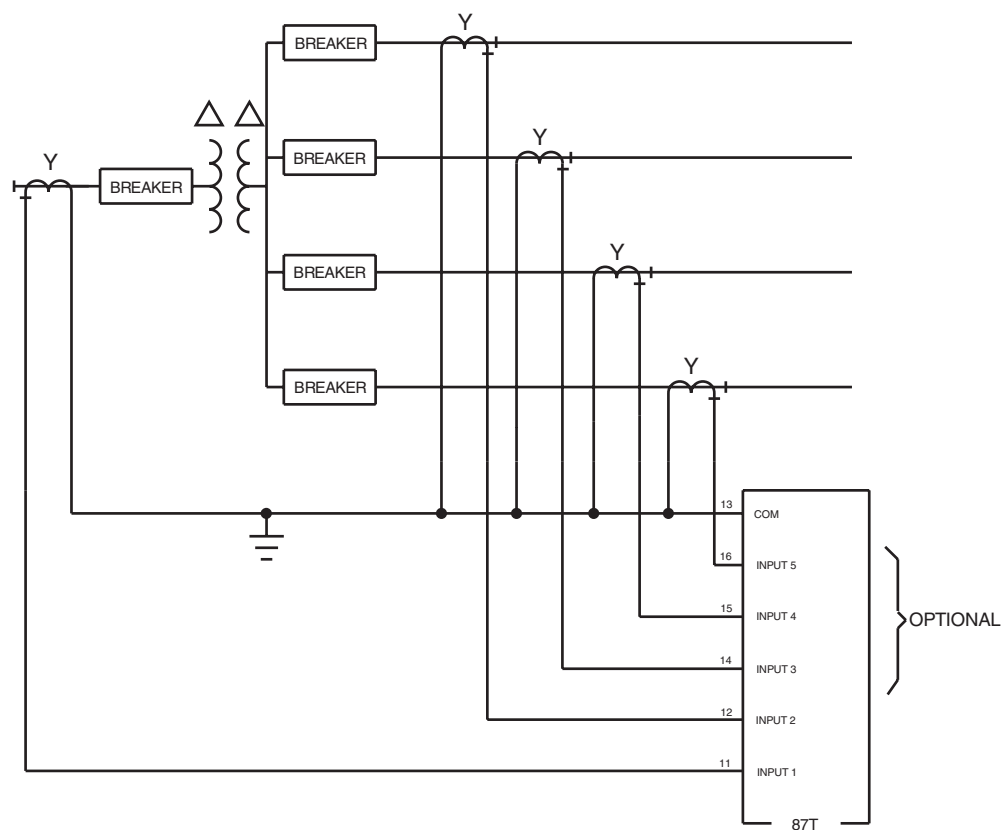 Y
BREAKER
Y
BREAKER
Y
BREAKER
Y
BREAKER
Y
BREAKER
13 COM
16 INPUT 5
15 INPUT 4
OPTIONAL
14 INPUT 3
12 INPUT 2
11 INPUT 1
87T